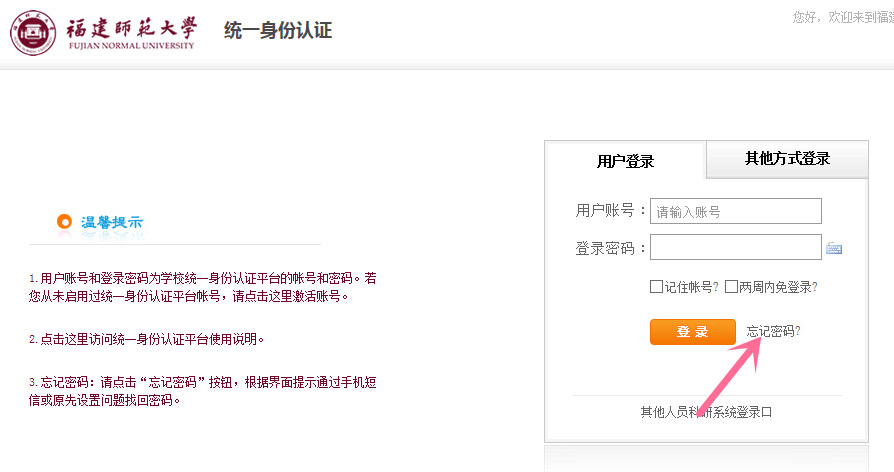 福建师范大学
FUJIAN NORMAL UNIVERSITY
统一身份认证
您好，欢迎来到福建
用户登录
其他方式登录
用户账号：
请输入账号
登录密码：
记住帐号?
两周内免登录?
登 录
忘记密码?
其他人员科研系统登录口
温馨提示
1.用户账号和登录密码为学校统一身份认证平台的帐号和密码。若
您从未启用过统一身份认证平台帐号，请点击这里激活账号。
2.点击这里访问统一身份认证平台使用说明。
3.忘记密码：请点击“忘记密码”按钮，根据界面提示通过手机短
信或原先设置问题找回密码。